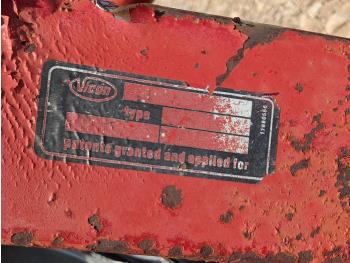 Vicon
type
patents granted and applied for